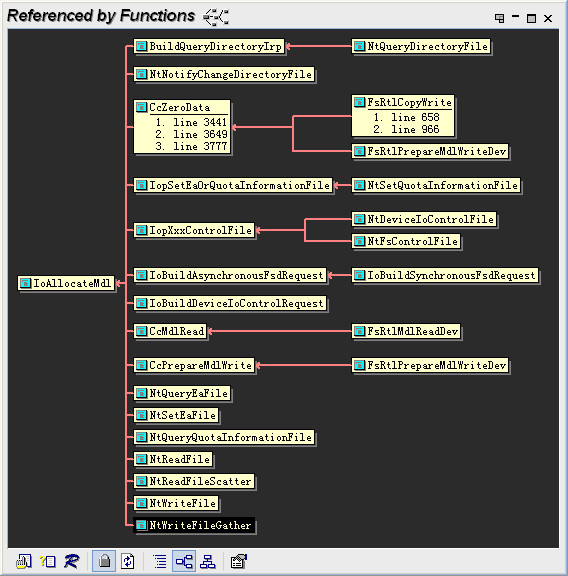 Referenced by Functions
BuildQueryDirectoryIrp
NtQueryDirectoryFile
NtNotifyChangeDirectoryFile
CcZeroData
1. line 3441
2. line 3649
3. line 3777
FsRtlCopyWrite
1. line 658
2. line 966
FsRtlPrepareMdlWriteDev
IopSetEaOrQuotaInformationFile
NtSetQuotaInformationFile
IopXxxControlFile
NtDeviceIoControlFile
NtFsControlFile
IoAllocateMdl
IoBuildAsynchronousFsdRequest
IoBuildSynchronousFsdRequest
IoBuildDeviceIoControlRequest
CcMdlRead
FsRtlMdlReadDev
CcPrepareMdlWrite
FsRtlPrepareMdlWriteDev
NtQueryEaFile
NtSetEaFile
NtQueryQuotaInformationFile
NtReadFile
NtReadFileScatter
NtWriteFile
NtWriteFileGather